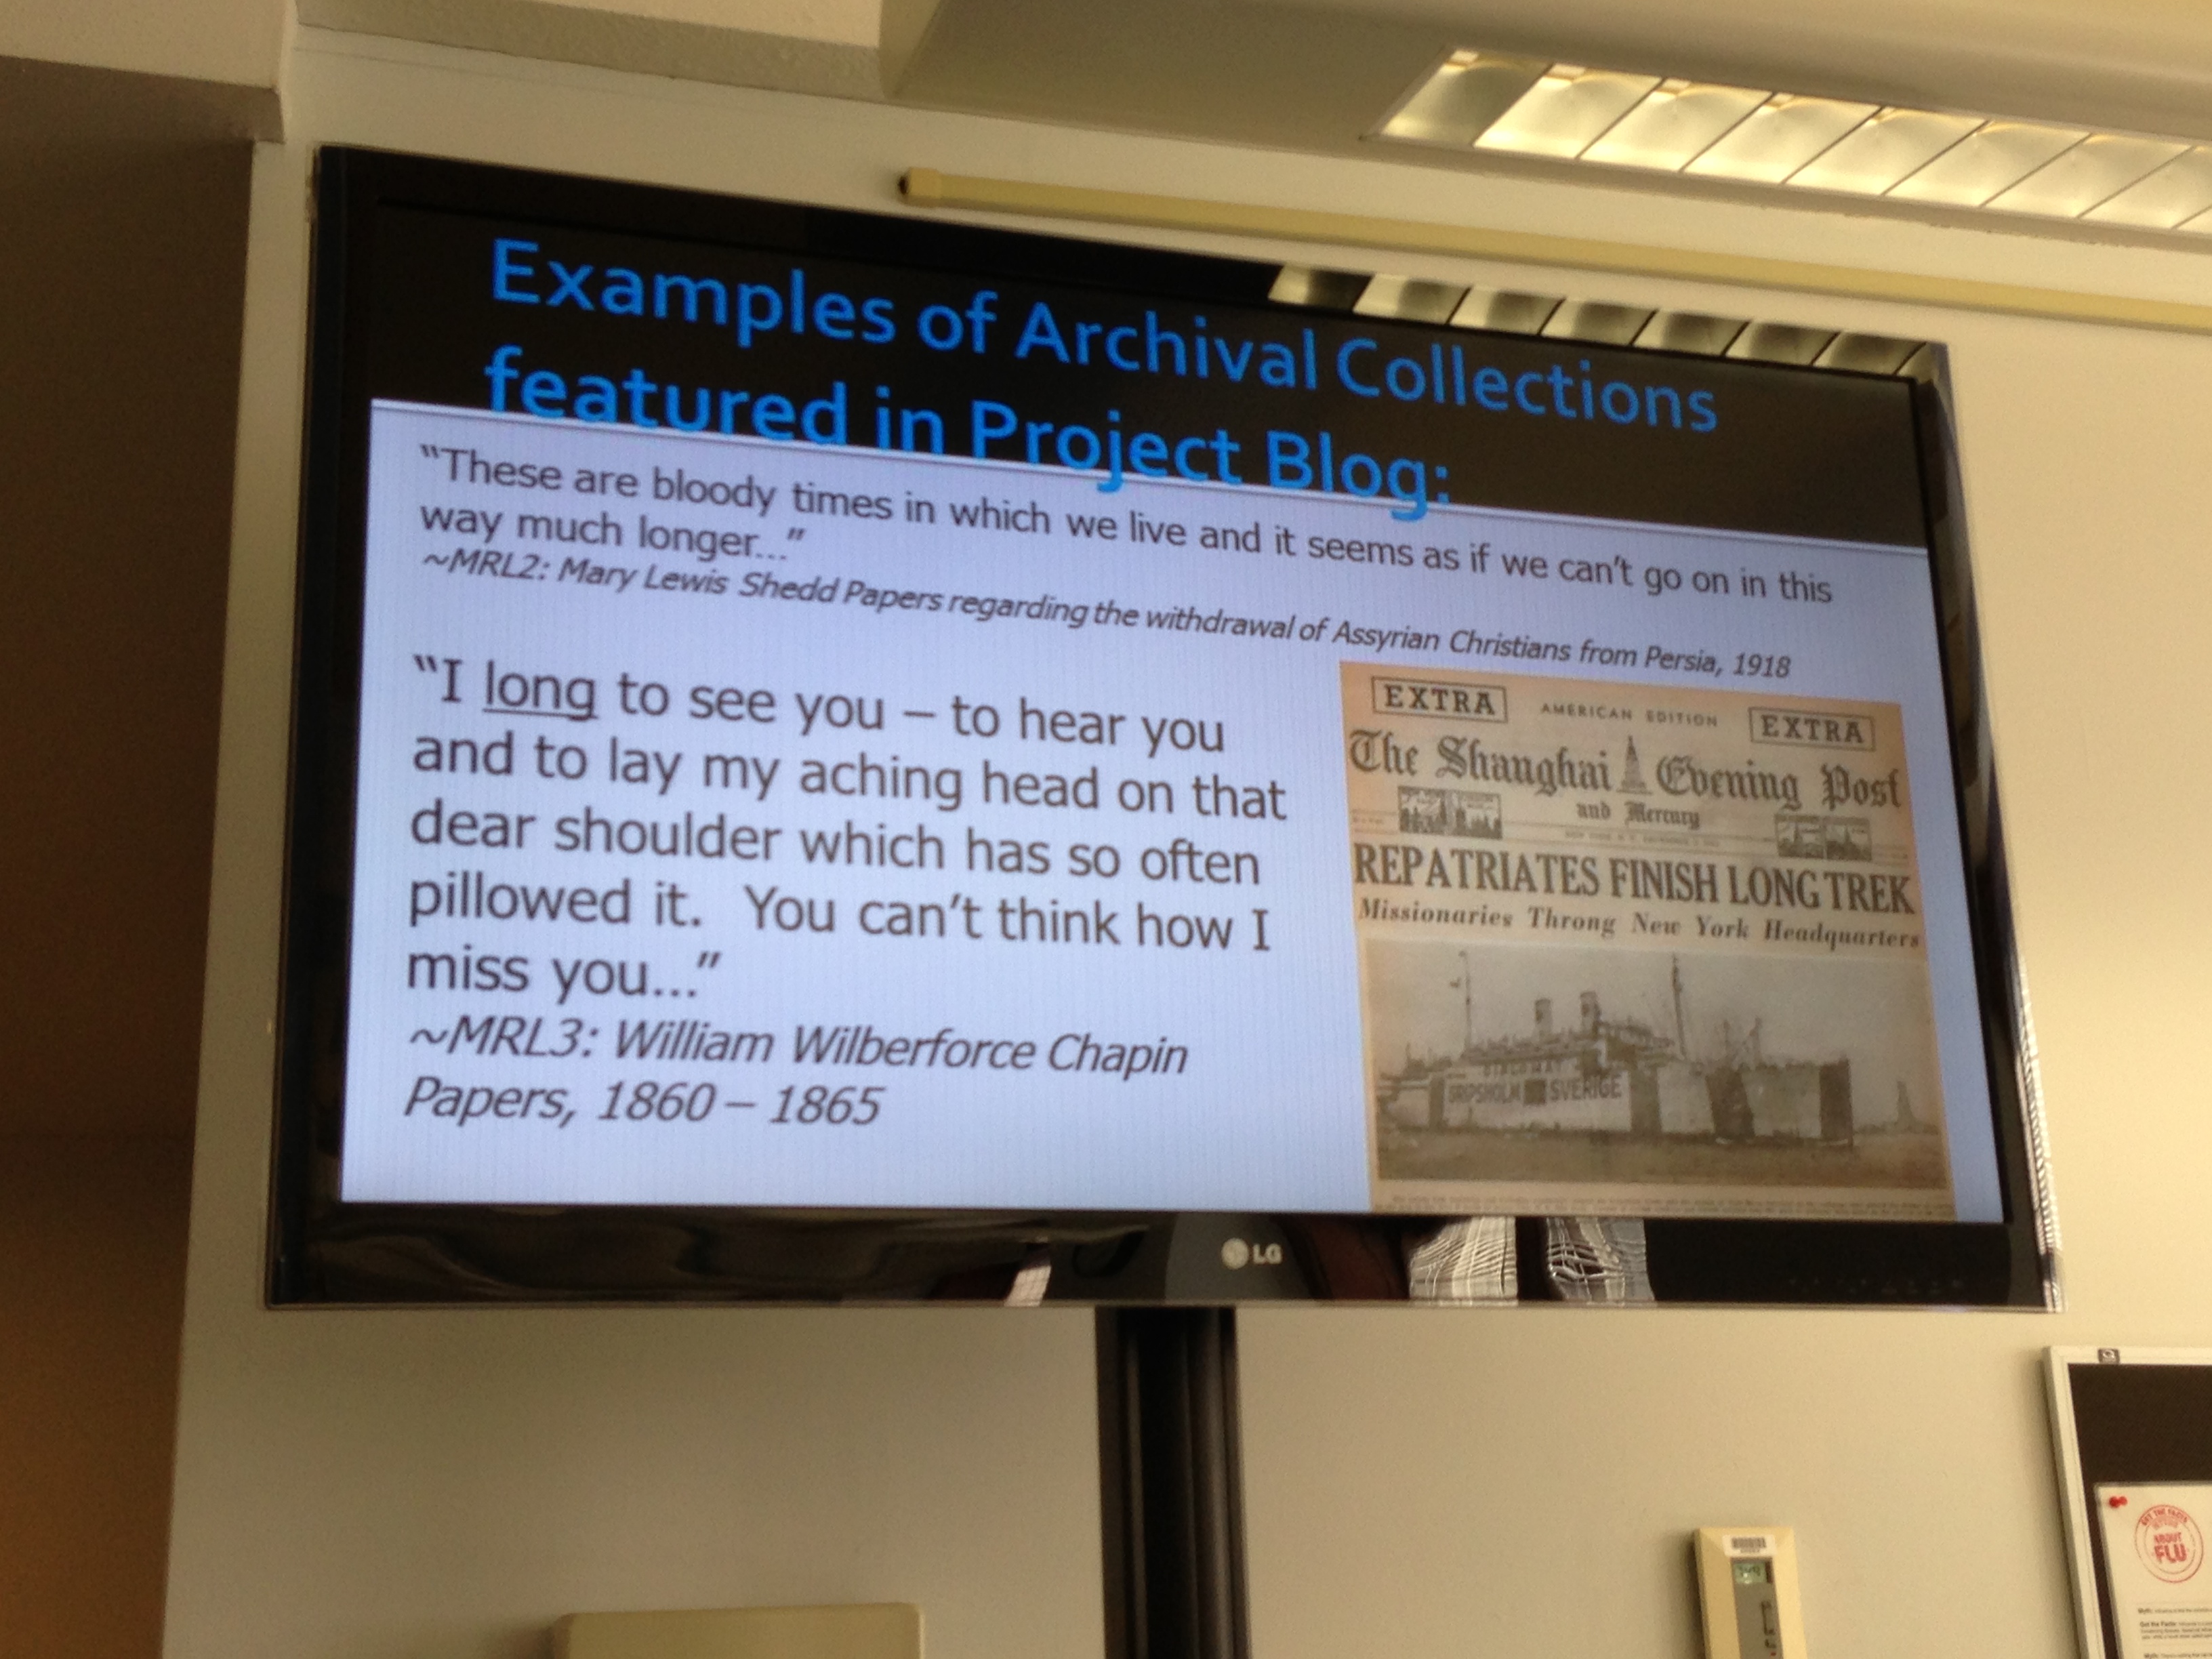 Examples of Archival Collections
featured in Project Blog:
“These are bloody times in which we live and it seems as if we can’t go on in this
way much longer...”
~MRL2: Mary Lewis Shedd Papers regarding the withdrawal of Assyrian Christians from Persia, 1918
“I long to see you – to hear you
and to lay my aching head on that
dear shoulder which has so often
pillowed it. You can’t think how I
miss you...”
~MRL3: William Wilberforce Chapin
Papers, 1860 – 1865
EXTRA AMERICAN EDITION EXTRA
The Shanghai Evening Post
and Mercury
REPATRIATES FINISH LONG TREK
Missionaries Throng New York Headquarters
GRIPSHOLM SVERIGE
LG
GET THE FACTS
ABOUT
FLU